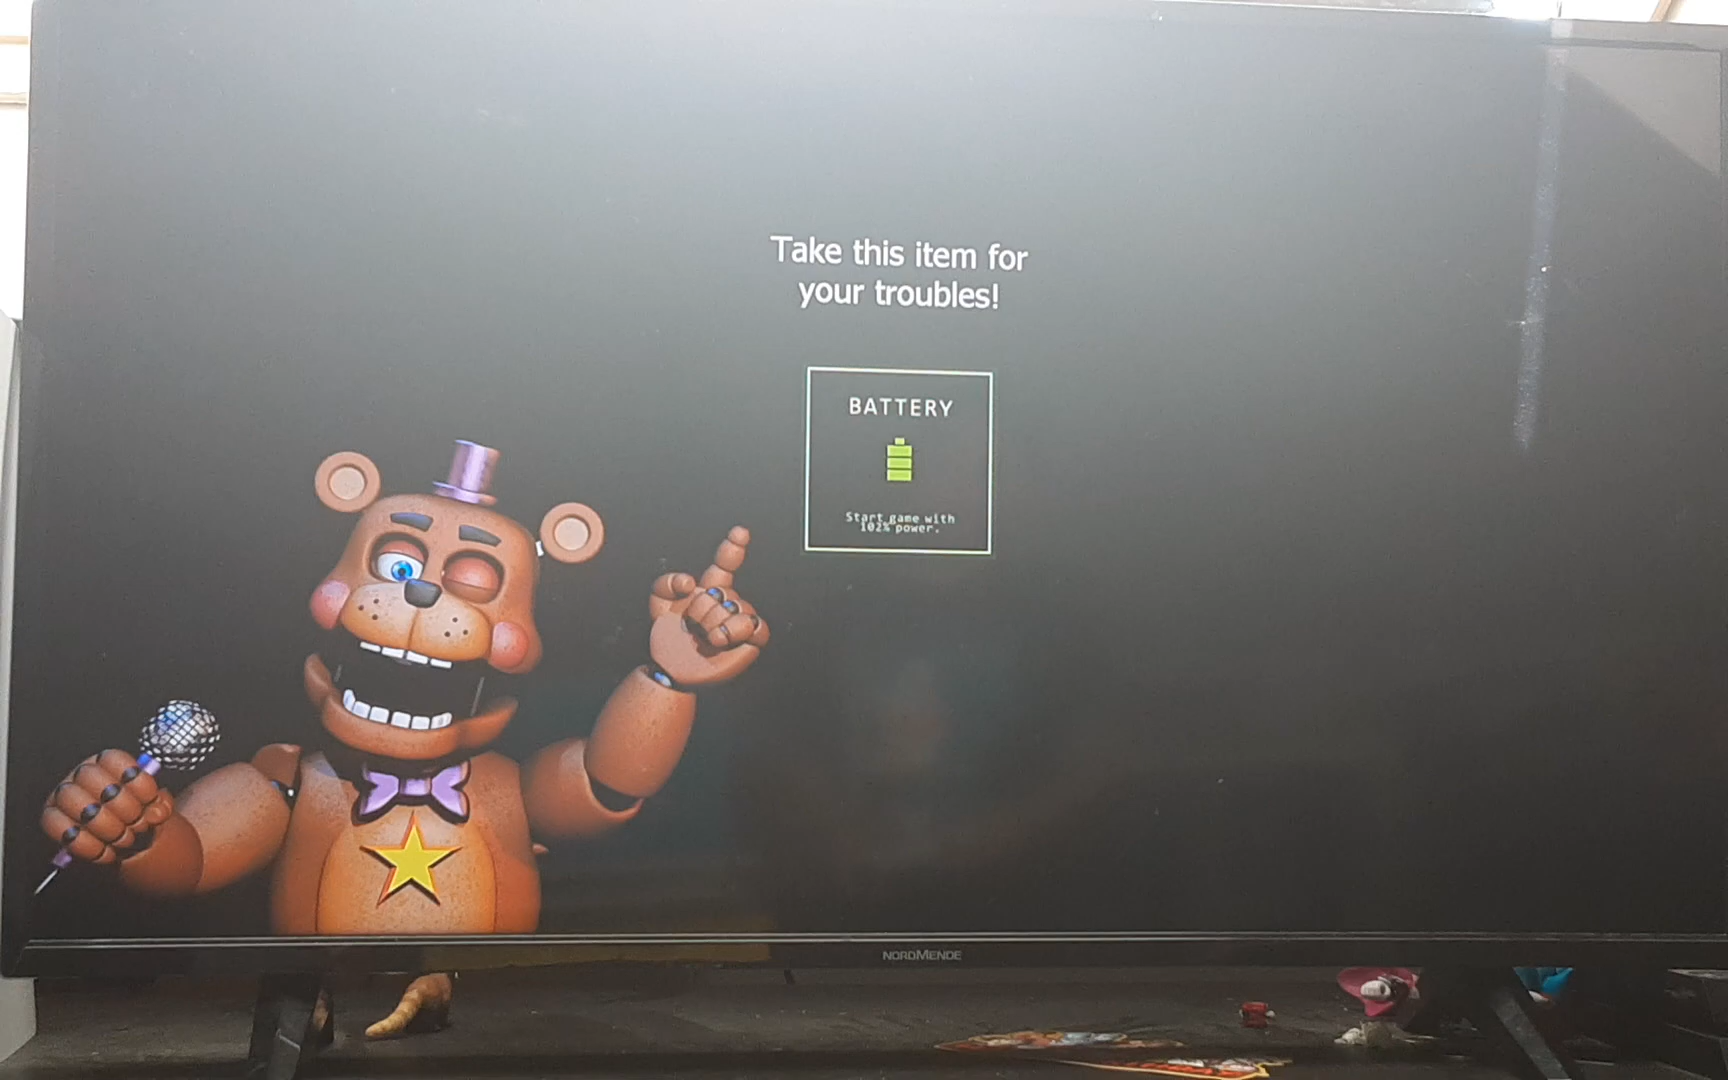 Take this item for
your troubles!
BATTERY
Start game with
102% power.
NORDMENDE